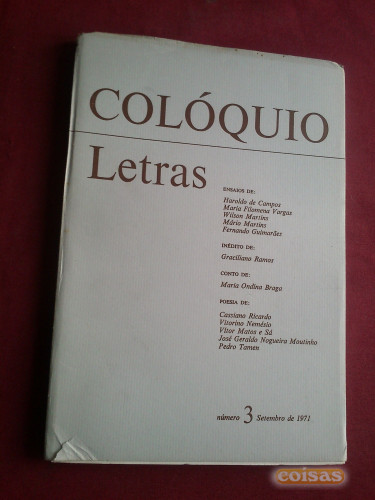 COLÓQUIO
Letras
ENSAIOS DE:
Haroldo de Campos
Maria Filomena Vargas
Wilson Martins
Mário Martins
Fernando Guimarães
INÉDITO DE:
Graciliano Ramos
CONTO DE:
Maria Ondina Braga
POESIA DE:
Cassiano Ricardo
Vitorino Nemésio
Vítor Matos e Sá
José Geraldo Nogueira Moutinho
Pedro Tamen
número 3 Setembro de 1971
coisas